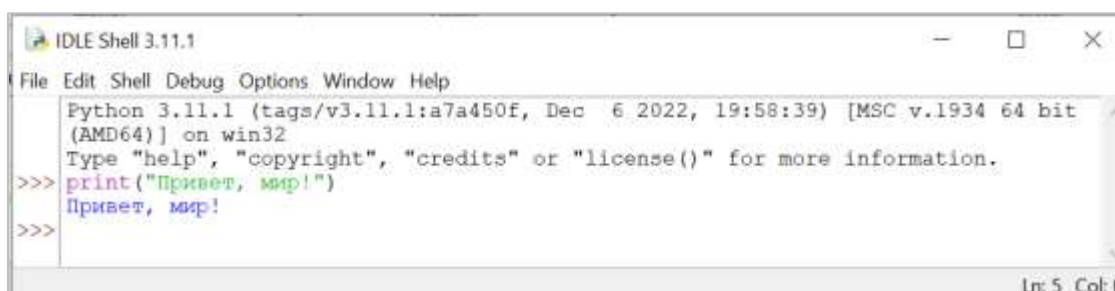 IDLE Shell 3.11.1
File Edit Shell Debug Options Window Help
Python 3.11.1 (tags/v3.11.1:a7a450f, Dec  6 2022, 19:58:39) [MSC v.1934 64 bit
(AMD64)] on win32
Type "help", "copyright", "credits" or "license()" for more information.
>>> print("Привет, мир!")
Привет, мир!
>>>
Ln: 5 Col: